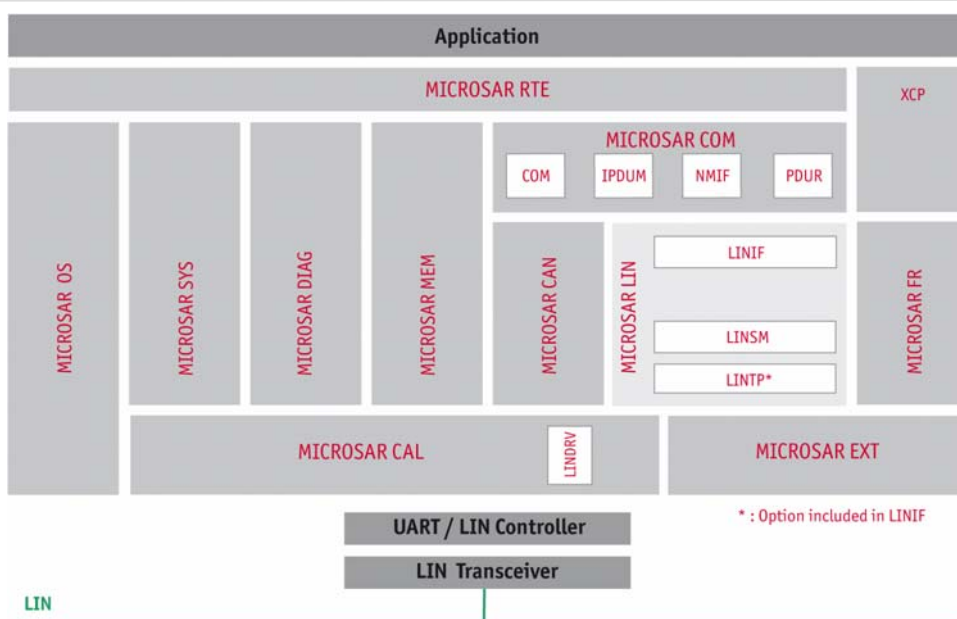 Application
MICROSAR RTE
XCP
MICROSAR COM
COM
IPDUM
NMIF
PDUR
MICROSAR OS
MICROSAR SYS
MICROSAR DIAG
MICROSAR MEM
MICROSAR CAN
MICROSAR LIN
LINIF
LINSM
LINTP*
MICROSAR FR
MICROSAR CAL
LINDRV
MICROSAR EXT
* : Option included in LINIF
UART / LIN Controller
LIN Transceiver
LIN